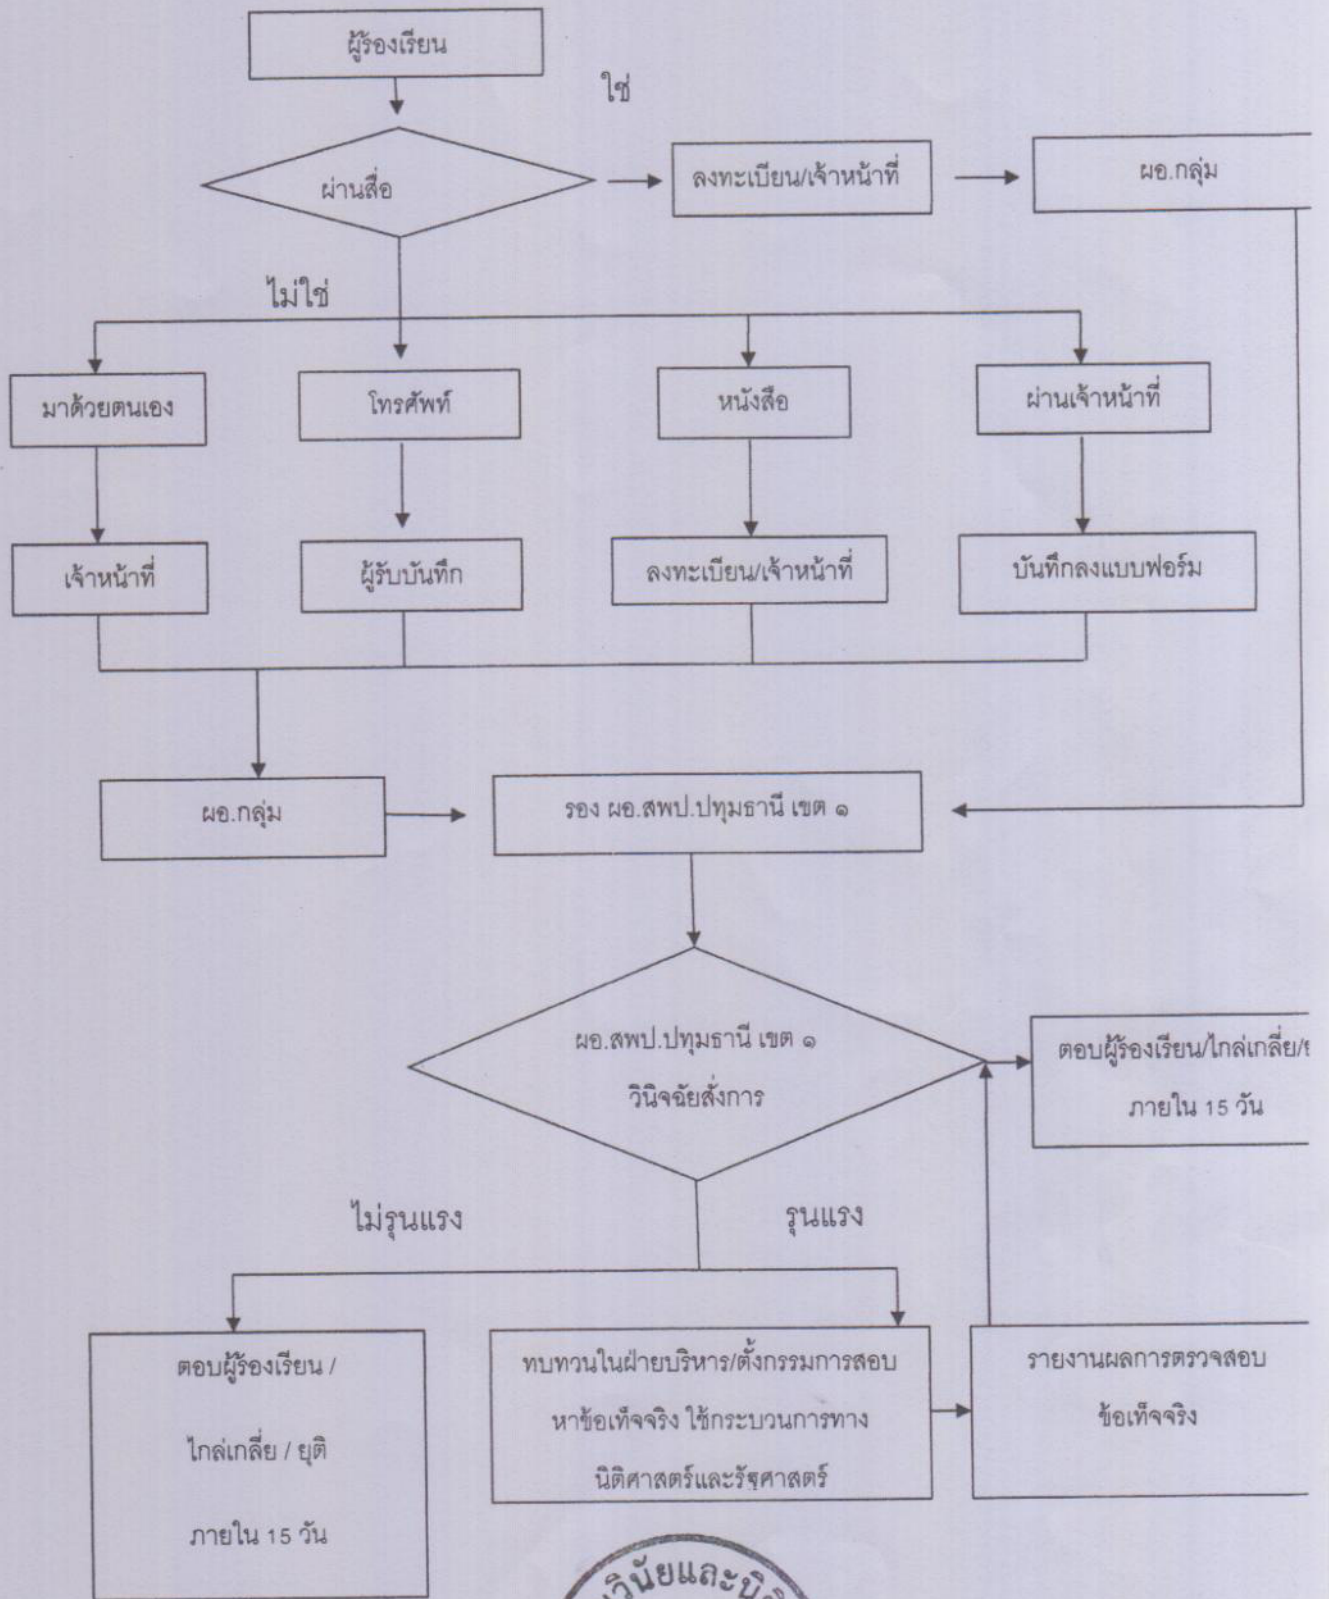 ผู้ร้องเรียน
ใช่
ผ่านสื่อ
ลงทะเบียน/เจ้าหน้าที่
ผอ.กลุ่ม
ไม่ใช่
มาด้วยตนเอง
โทรศัพท์
หนังสือ
ผ่านเจ้าหน้าที่
เจ้าหน้าที่
ผู้รับบันทึก
ลงทะเบียน/เจ้าหน้าที่
บันทึกลงแบบฟอร์ม
ผอ.กลุ่ม
รอง ผอ.สพป.ปทุมธานี เขต ๑
ผอ.สพป.ปทุมธานี เขต ๑
วินิจฉัยสั่งการ
ตอบผู้ร้องเรียน/ไกล่เกลี่ย/
ภายใน 15 วัน
ไม่รุนแรง
รุนแรง
ตอบผู้ร้องเรียน /
ไกล่เกลี่ย / ยุติ
ภายใน 15 วัน
ทบทวนในฝ่ายบริหาร/ตั้งกรรมการสอบ
หาข้อเท็จจริง ใช้กระบวนการทาง
นิติศาสตร์และรัฐศาสตร์
รายงานผลการตรวจสอบ
ข้อเท็จจริง
วินัยและ